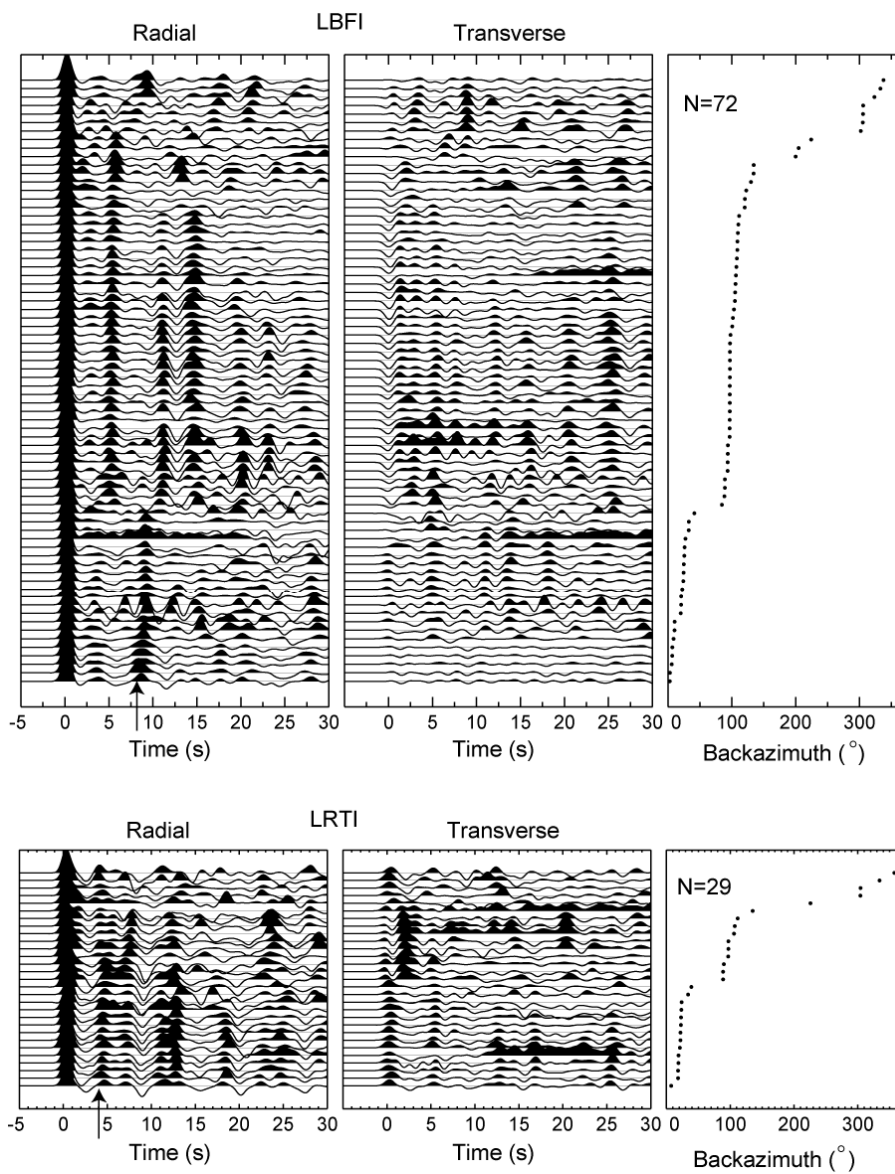 LBFI
Radial Transverse
N=72
-5 0 5 10 15 20 25 30 0 5 10 15 20 25 30 0 100 200 300
Time (s) Time (s) Backazimuth (°)
LRTI
Radial Transverse
N=29
-5 0 5 10 15 20 25 30 0 5 10 15 20 25 30 0 100 200 300
Time (s) Time (s) Backazimuth (°)